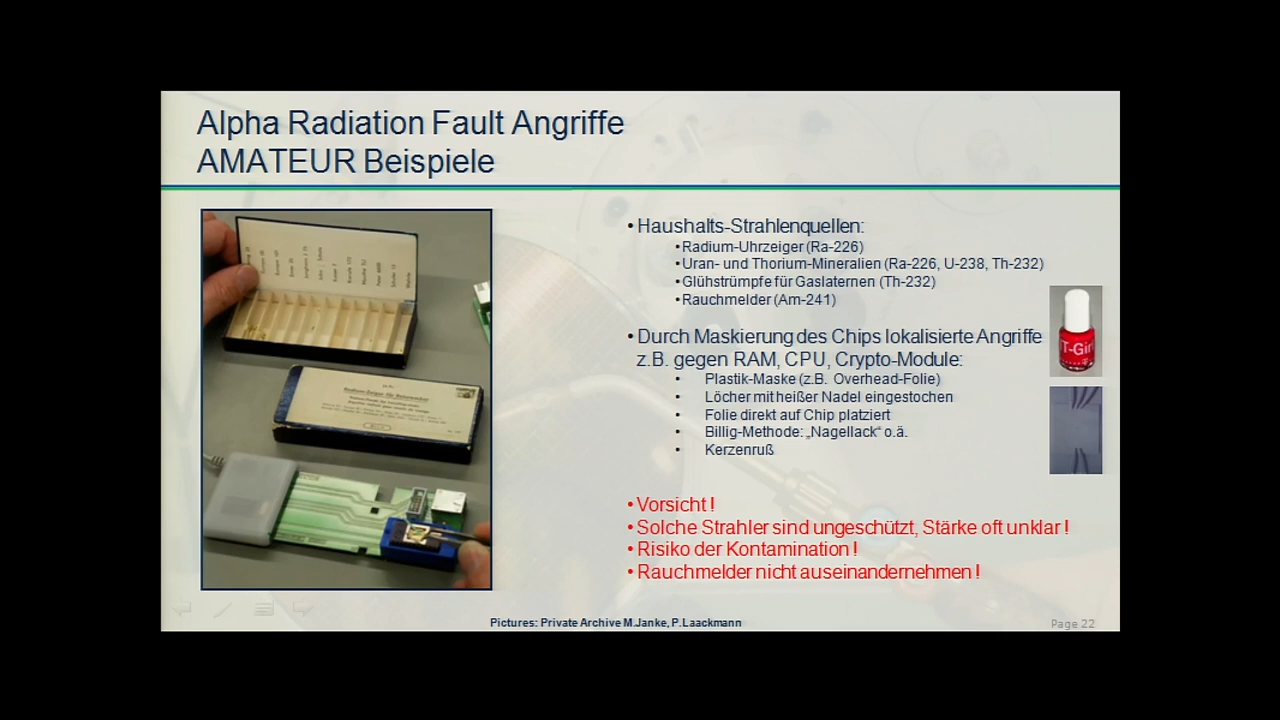 Alpha Radiation Fault Angriffe
AMATEUR Beispiele
• Haushalts-Strahlenquellen:
• Radium-Uhrzeiger (Ra-226)
• Uran- und Thorium-Mineralien (Ra-226, U-238, Th-232)
• Glühstrümpfe für Gaslaternen (Th-232)
• Rauchmelder (Am-241)
• Durch Maskierung des Chips lokalisierte Angriffe
z.B. gegen RAM, CPU, Crypto-Module:
• Plastik-Maske (z.B. Overhead-Folie)
• Löcher mit heißer Nadel eingestochen
• Folie direkt auf Chip platziert
• Billig-Methode: „Nagellack“ o.ä.
• Kerzenruß
T-Girl
• Vorsicht !
• Solche Strahler sind ungeschützt, Stärke oft unklar !
• Risiko der Kontamination !
• Rauchmelder nicht auseinandernehmen !
Pictures: Private Archive M.Janke, P.Laackmann
Page 22